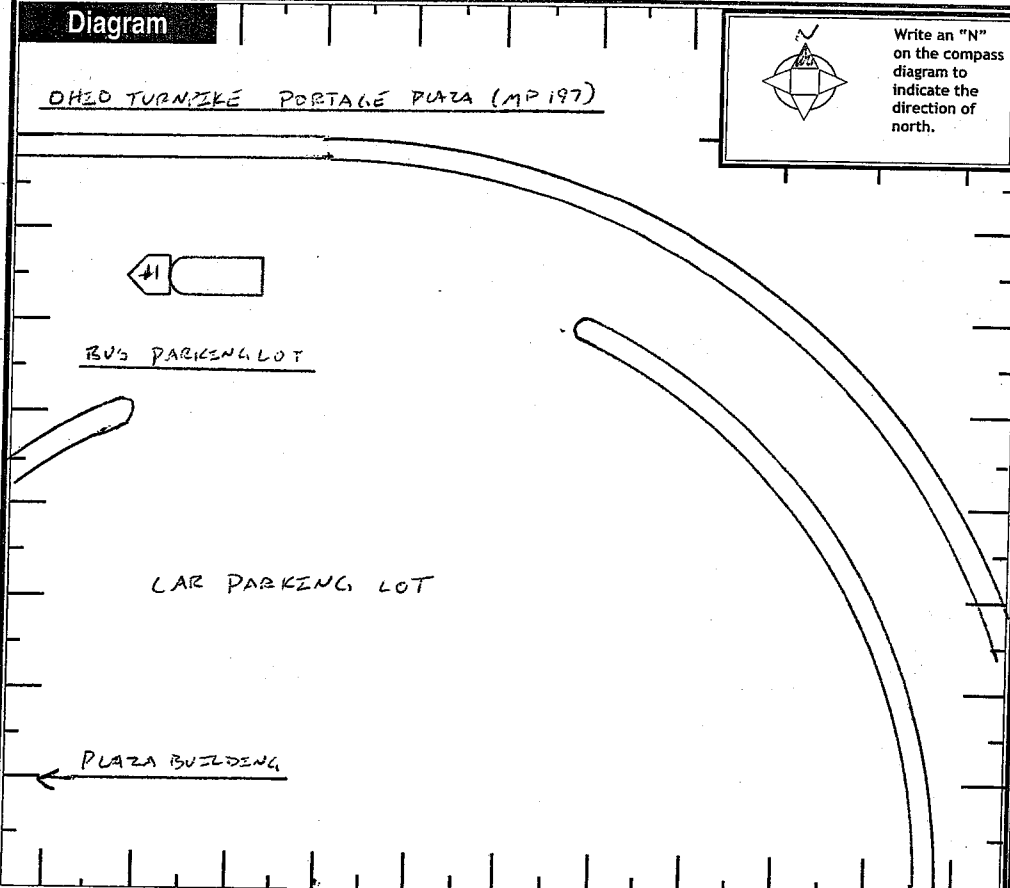 Diagram
N
Write an "N"
on the compass
diagram to
indicate the
direction of
north.
OHIO TURNPIKE PORTAGE PLAZA (MP 197)
#1
BUS PARKING LOT
CAR PARKING LOT
PLAZA BUILDING